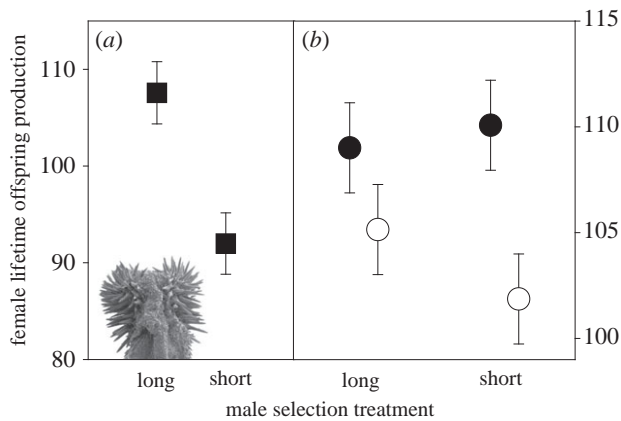 115
(a)
(b)
110
110
100
105
90
100
80
long
short
long
short
female lifetime offspring production
male selection treatment